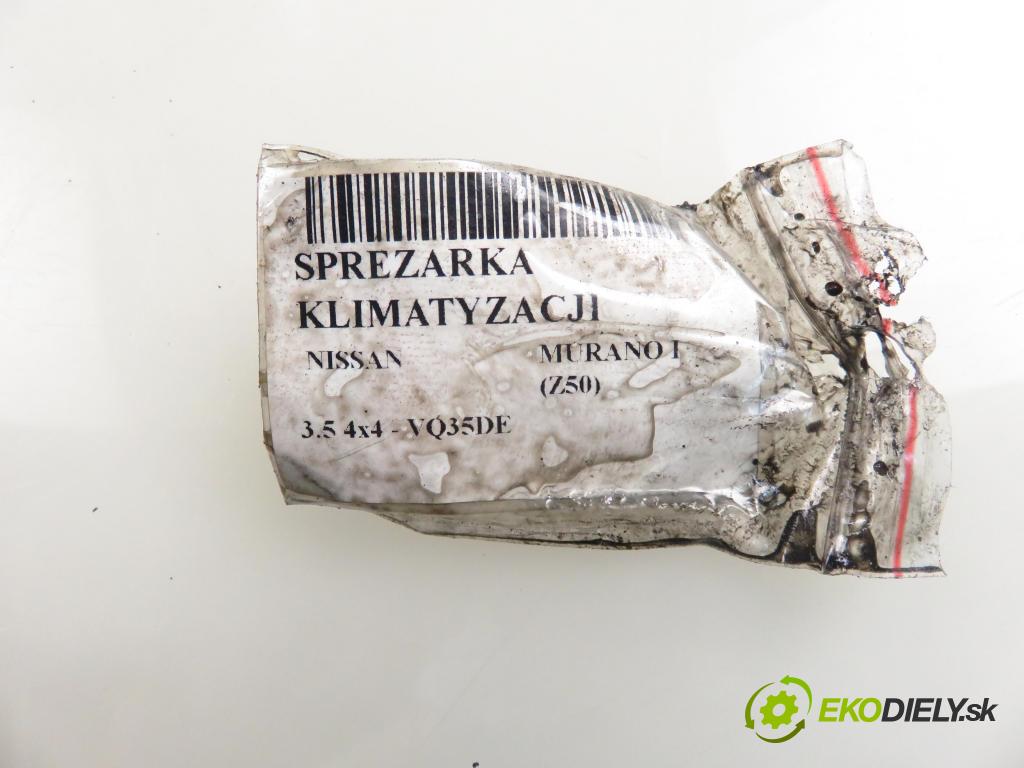 SPREZARKA
KLIMATYZACJI
NISSAN MURANO I
(Z50)
3.5 4x4 - VQ35DE
EKODIELY.sk